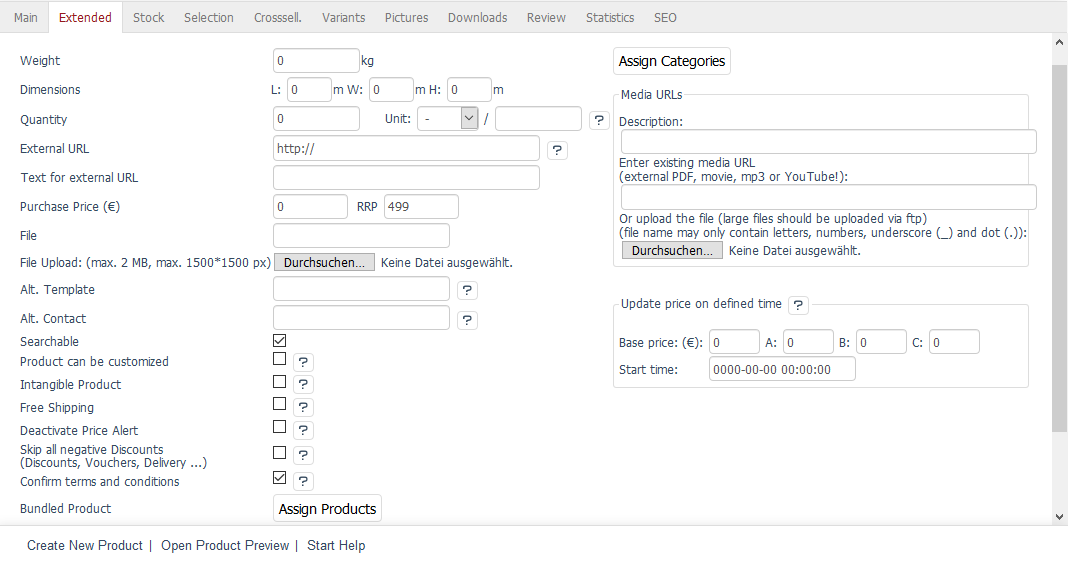 Main Extended Stock Selection Crosssell. Variants Pictures Downloads Review Statistics SEO
Weight 0 kg
Dimensions L: 0 m W: 0 m H: 0 m
Quantity 0 Unit: - / ?
External URL http:// ?
Text for external URL
Purchase Price (€) 0 RRP 499
File
File Upload: (max. 2 MB, max. 1500*1500 px) Durchsuchen... Keine Datei ausgewählt.
Alt. Template ?
Alt. Contact ?
Searchable
Product can be customized ?
Intangible Product ?
Free Shipping ?
Deactivate Price Alert ?
Skip all negative Discounts
(Discounts, Vouchers, Delivery ...) ?
Confirm terms and conditions ?
Bundled Product Assign Products
Assign Categories
Media URLs
Description:
Enter existing media URL
(external PDF, movie, mp3 or YouTube!):
Or upload the file (large files should be uploaded via ftp)
(file name may only contain letters, numbers, underscore (_) and dot (.)):
Durchsuchen... Keine Datei ausgewählt.
Update price on defined time ?
Base price: (€): 0 A: 0 B: 0 C: 0
Start time: 0000-00-00 00:00:00
Create New Product | Open Product Preview | Start Help